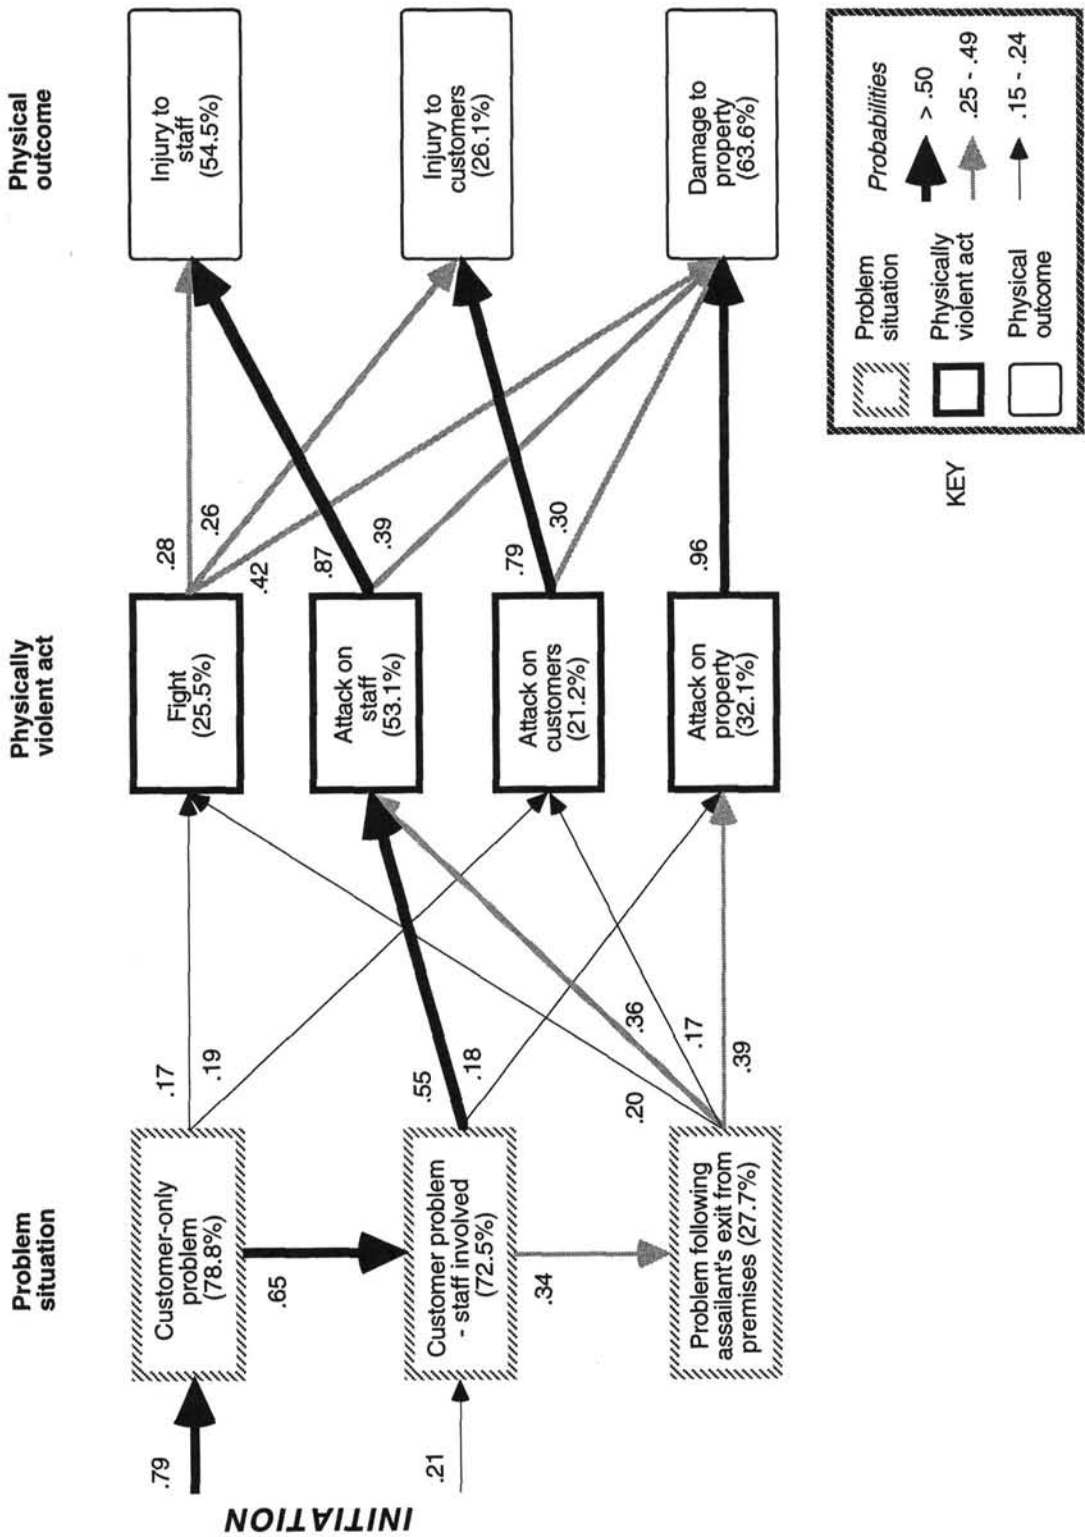 INITIATION
Problem
situation
Physically
violent act
Physical
outcome
.79
Customer-only
problem
(78.8%)
.17
.19
.65
.21
Customer problem
- staff involved
(72.5%)
.55
.18
.34
Problem following
assailant's exit from
premises (27.7%)
.20
.36
.17
.39
Fight
(25.5%)
.28
.26
.42
Attack on
staff
(53.1%)
.87
.39
Attack on
customers
(21.2%)
.79
.30
Attack on
property
(32.1%)
.96
Injury to
staff
(54.5%)
Injury to
customers
(26.1%)
Damage to
property
(63.6%)
KEY
Problem
situation
Physically
violent act
Physical
outcome
Probabilities
> .50
.25 - .49
.15 - .24